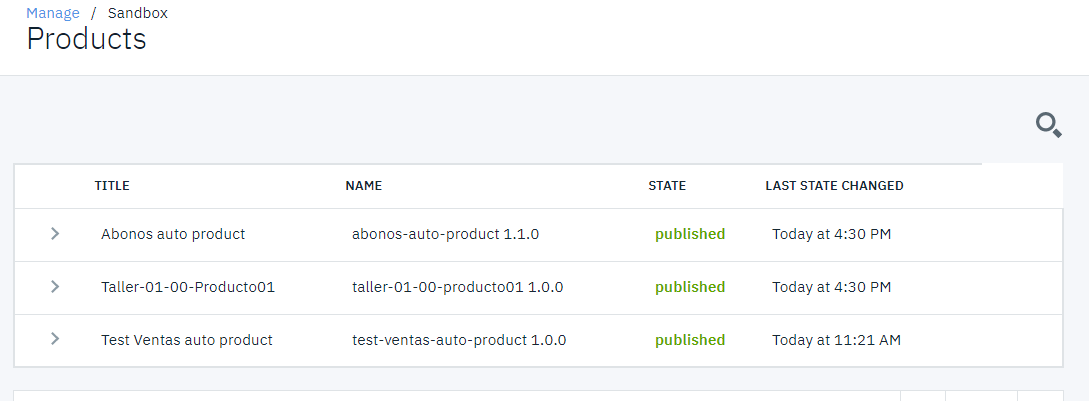 Manage / Sandbox
Products
TITLE NAME STATE LAST STATE CHANGED
Abonos auto product abonos-auto-product 1.1.0 published Today at 4:30 PM
Taller-01-00-Producto01 taller-01-00-producto01 1.0.0 published Today at 4:30 PM
Test Ventas auto product test-ventas-auto-product 1.0.0 published Today at 11:21 AM